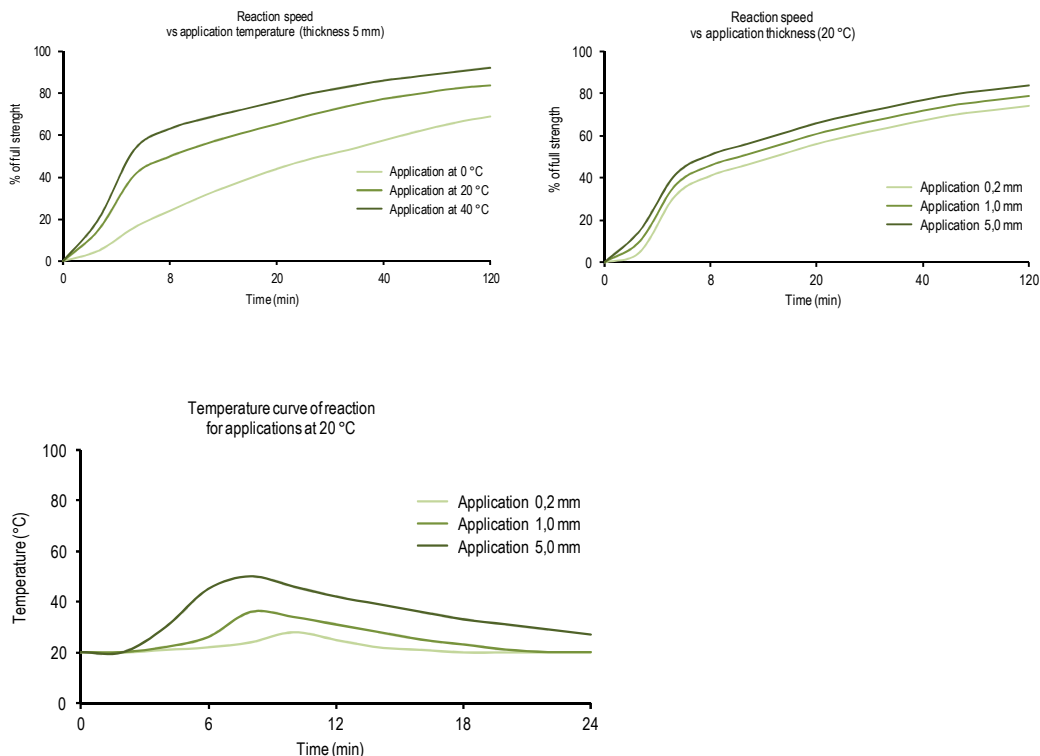 Reaction speed
vs application temperature (thickness 5 mm)
100
80
60
40
20
0
% of full strenght
Application at 0 °C
Application at 20 °C
Application at 40 °C
0 8 20 40 120
Time (min)
Reaction speed
vs application thickness (20 °C)
100
80
60
40
20
0
% of full strength
Application 0,2 mm
Application 1,0 mm
Application 5,0 mm
0 8 20 40 120
Time (min)
Temperature curve of reaction
for applications at 20 °C
100
80
60
40
20
0
Temperature (°C)
Application 0,2 mm
Application 1,0 mm
Application 5,0 mm
0 6 12 18 24
Time (min)